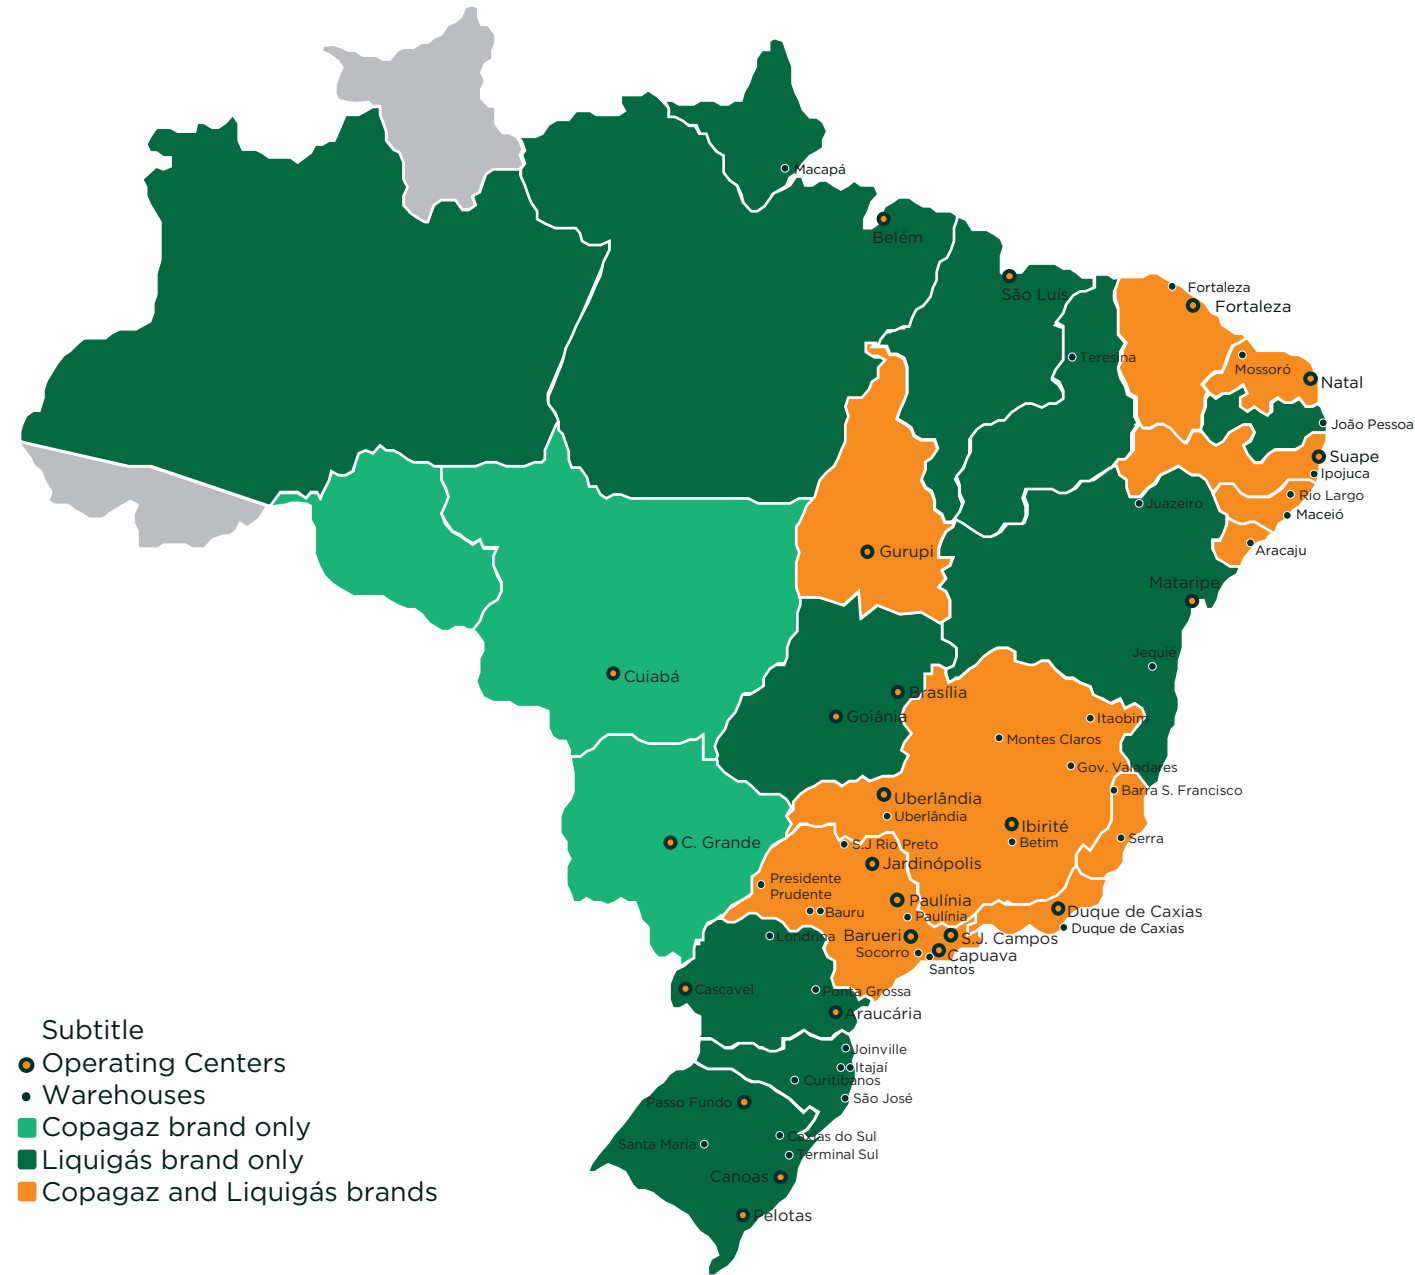 Macapá
Belém
São Luís
Fortaleza
Fortaleza
Teresina
Mossoró
Natal
João Pessoa
Suape
Ipojuca
Rio Largo
Juazeiro
Maceió
Aracaju
Gurupi
Mataripe
Jequié
Cuiabá
Brasília
Goiânia
Itaobim
Montes Claros
Gov. Valadares
Barra S. Francisco
Uberlândia
Uberlândia
Ibirité
Betim
Serra
C. Grande
S.J Rio Preto
Jardinópolis
Presidente
Prudente
Paulínia
Paulínia
Bauru
Duque de Caxias
Duque de Caxias
Londrina
Barueri
S.J. Campos
Socorro
Capuava
Santos
Cascavel
Ponta Grossa
Araucária
Joinville
Itajaí
Curitibanos
São José
Passo Fundo
Caxias do Sul
Santa Maria
Terminal Sul
Canoas
Pelotas
Subtitle
Operating Centers
Warehouses
Copagaz brand only
Liquigás brand only
Copagaz and Liquigás brands